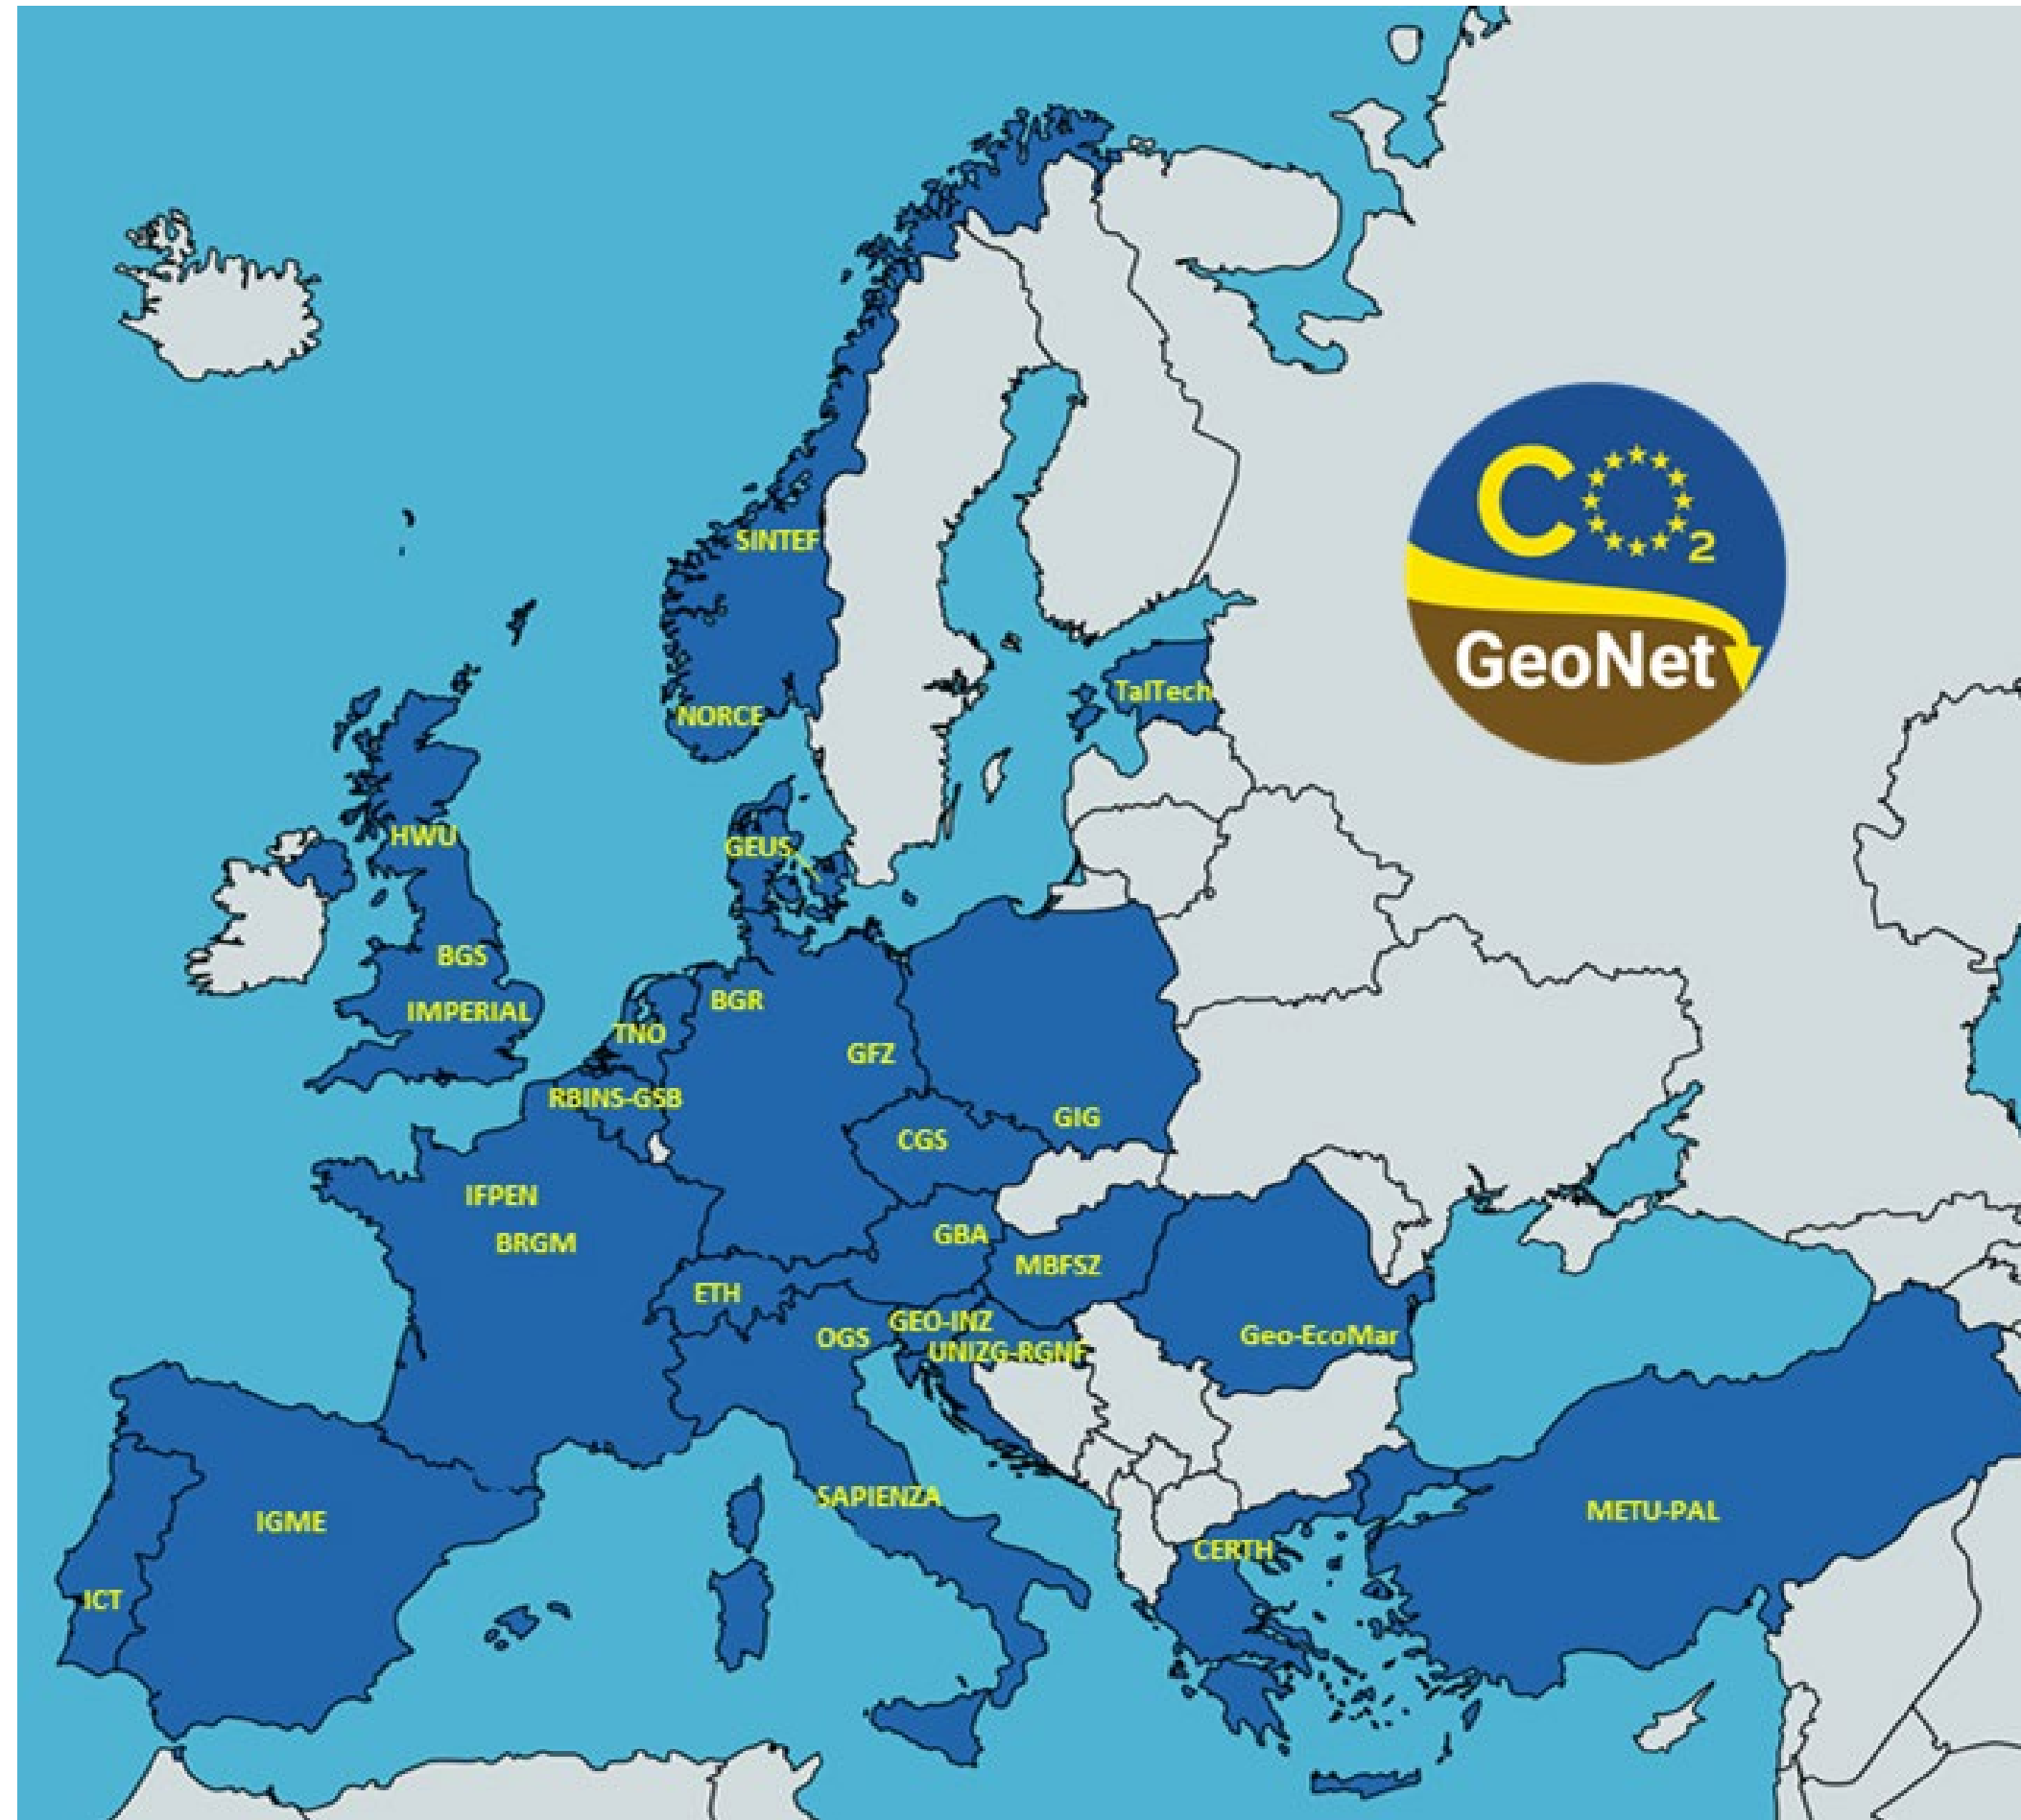 CO2
GeoNet
SINTEF
NORCE
TalTech
HWU
GEUS
BGS
IMPERIAL
BGR
TNO
GFZ
RBINS-GSB
GIG
CGS
IFPEN
BRGM
GBA
MBFSZ
ETH
GEO-INZ
OGS
UNIZG-RGNF
Geo-EcoMar
SAPIENZA
IGME
METU-PAL
CERTH
ICT